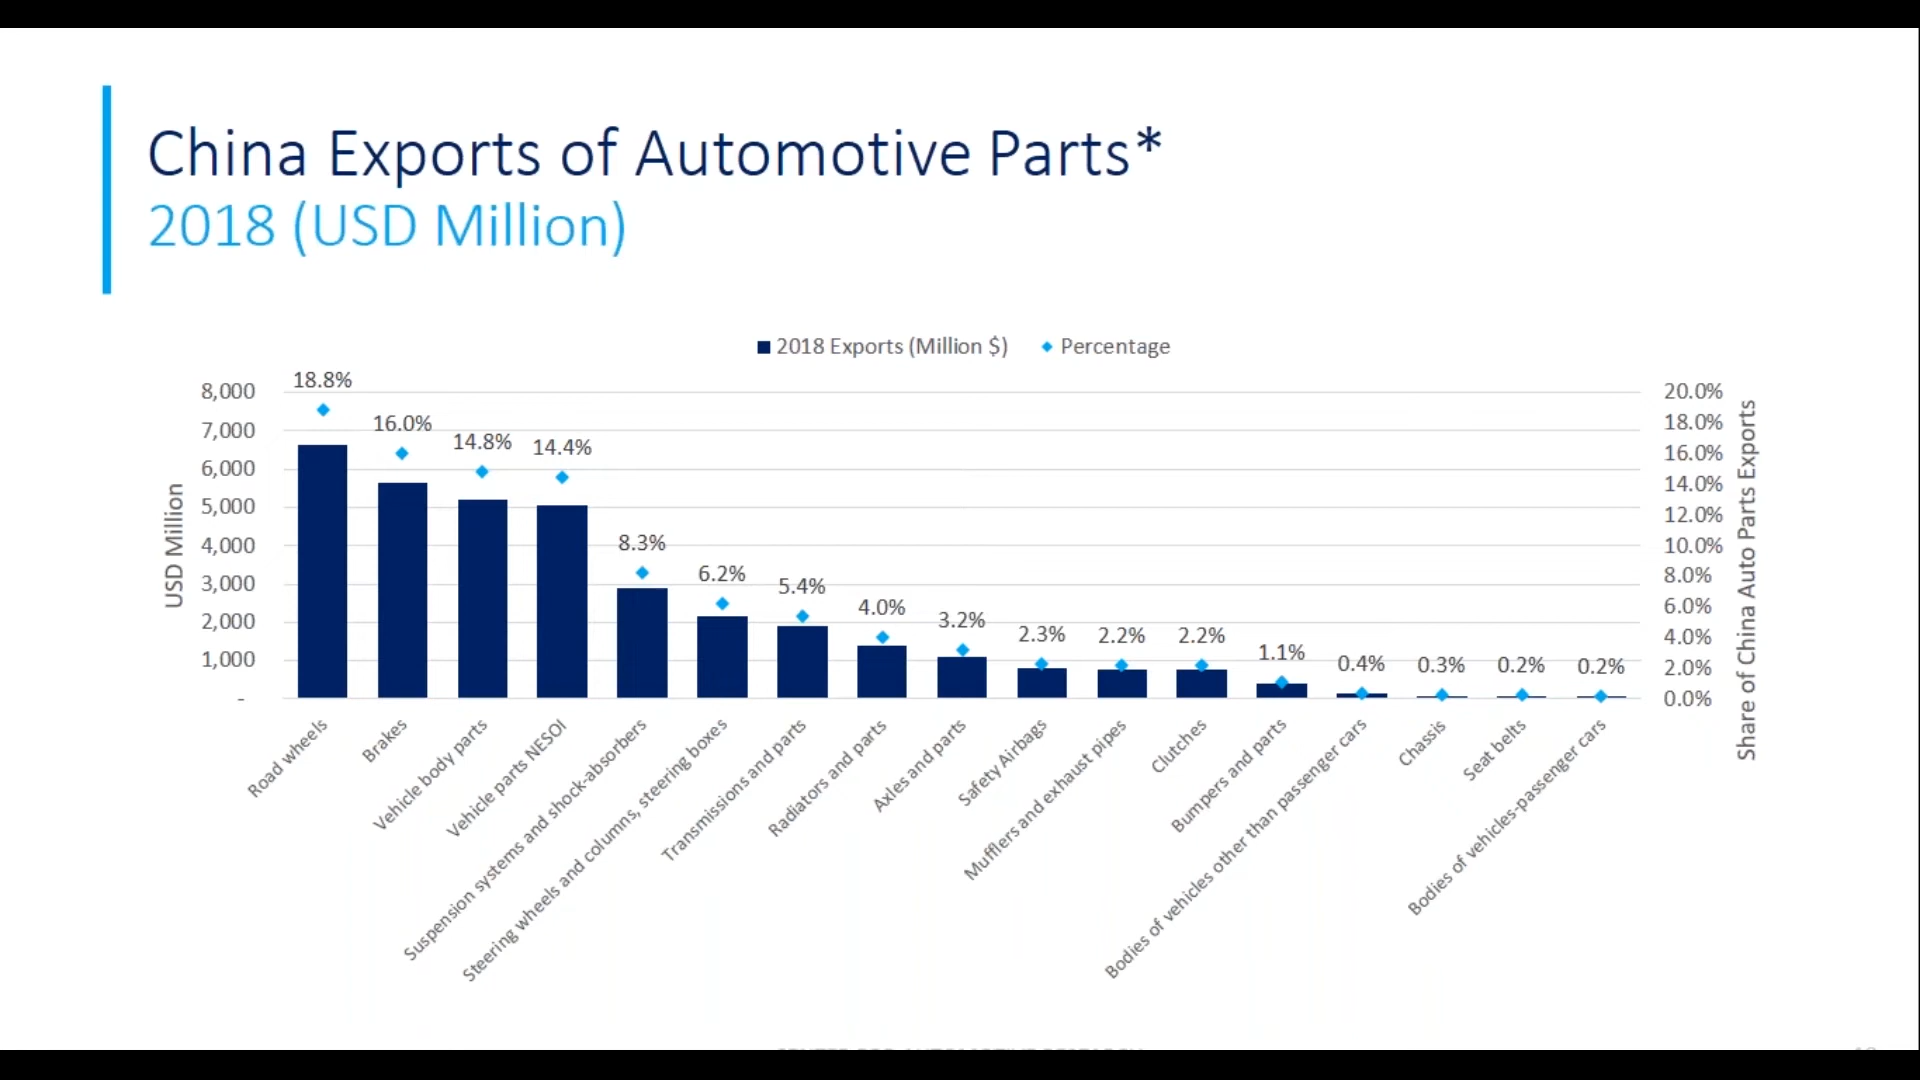 China Exports of Automotive Parts*
2018 (USD Million)
2018 Exports (Million $)
Percentage
USD Million
8,000
7,000
6,000
5,000
4,000
3,000
2,000
1,000
-
18.8%
16.0%
14.8%
14.4%
8.3%
6.2%
5.4%
4.0%
3.2%
2.3%
2.2%
2.2%
1.1%
0.4%
0.3%
0.2%
0.2%
20.0%
18.0%
16.0%
14.0%
12.0%
10.0%
8.0%
6.0%
4.0%
2.0%
0.0%
Share of China Auto Parts Exports
Road wheels
Brakes
Vehicle body parts
Vehicle parts NESOI
Suspension systems and shock-absorbers
Steering wheels and columns, steering boxes
Transmissions and parts
Radiators and parts
Axles and parts
Safety Airbags
Mufflers and exhaust pipes
Clutches
Bumpers and parts
Bodies of vehicles other than passenger cars
Chassis
Seat belts
Bodies of vehicles-passenger cars